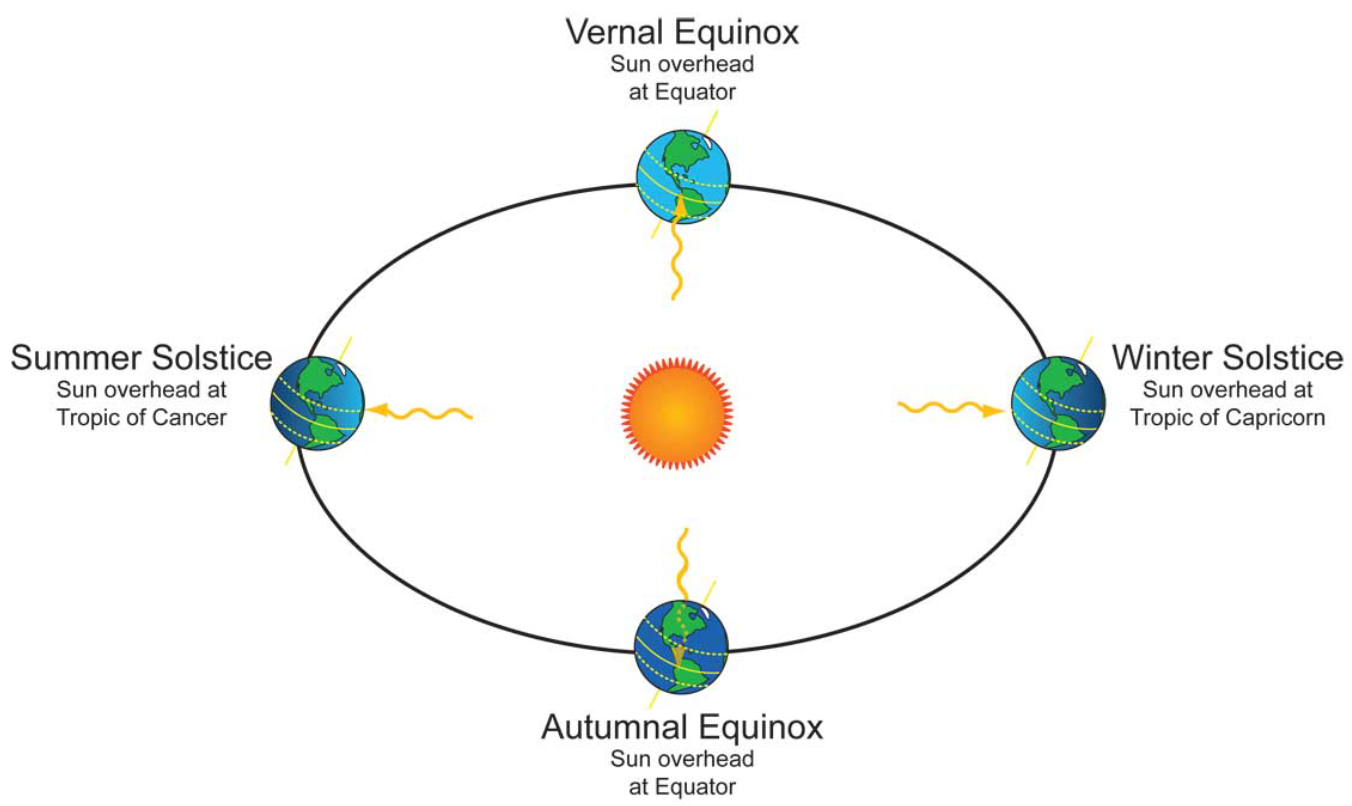 Vernal Equinox
Sun overhead
at Equator
Summer Solstice
Sun overhead at
Tropic of Cancer
Winter Solstice
Sun overhead at
Tropic of Capricorn
Autumnal Equinox
Sun overhead
at Equator